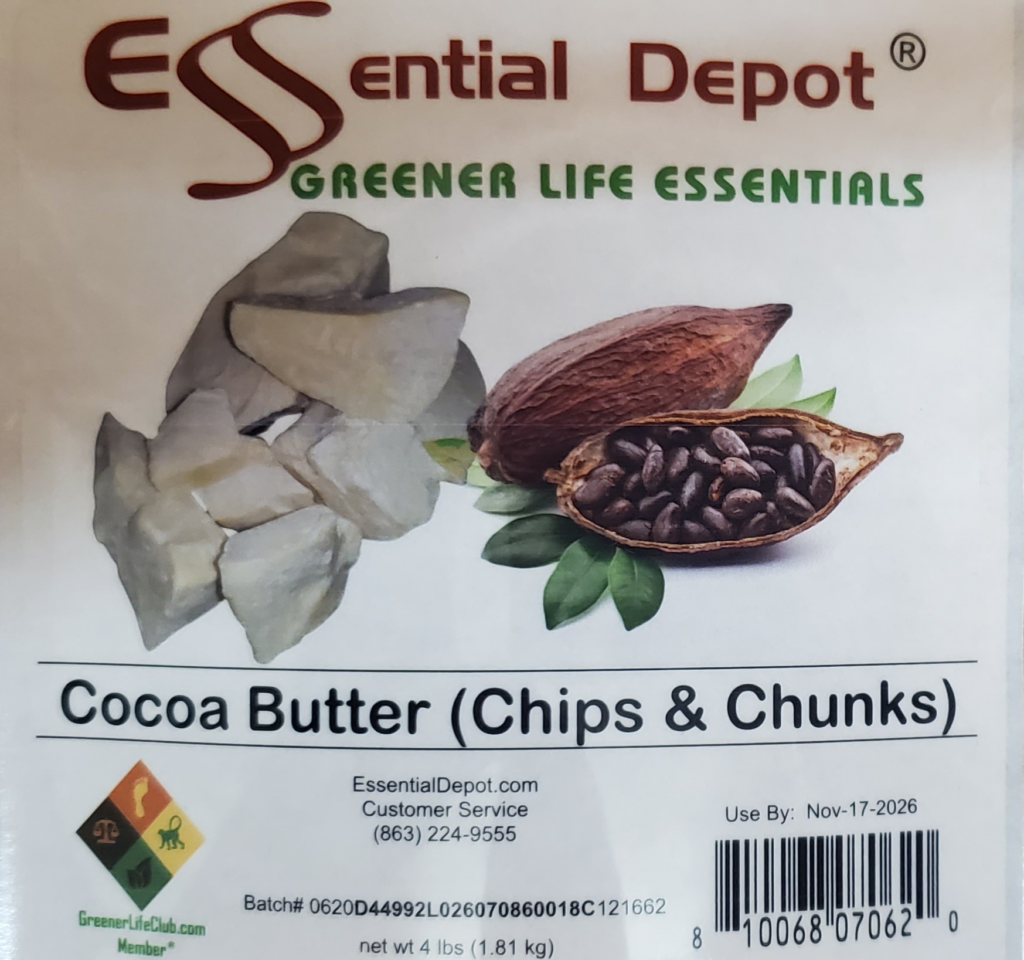 Essential Depot®
GREENER LIFE ESSENTIALS
Cocoa Butter (Chips & Chunks)
EssentialDepot.com
Customer Service
(863) 224-9555
Use By: Nov-17-2026
GreenerLifeClub.com
Member*
Batch# 0620D44992L026070860018C121662
net wt 4 lbs (1.81 kg)
8 10068 07062 0